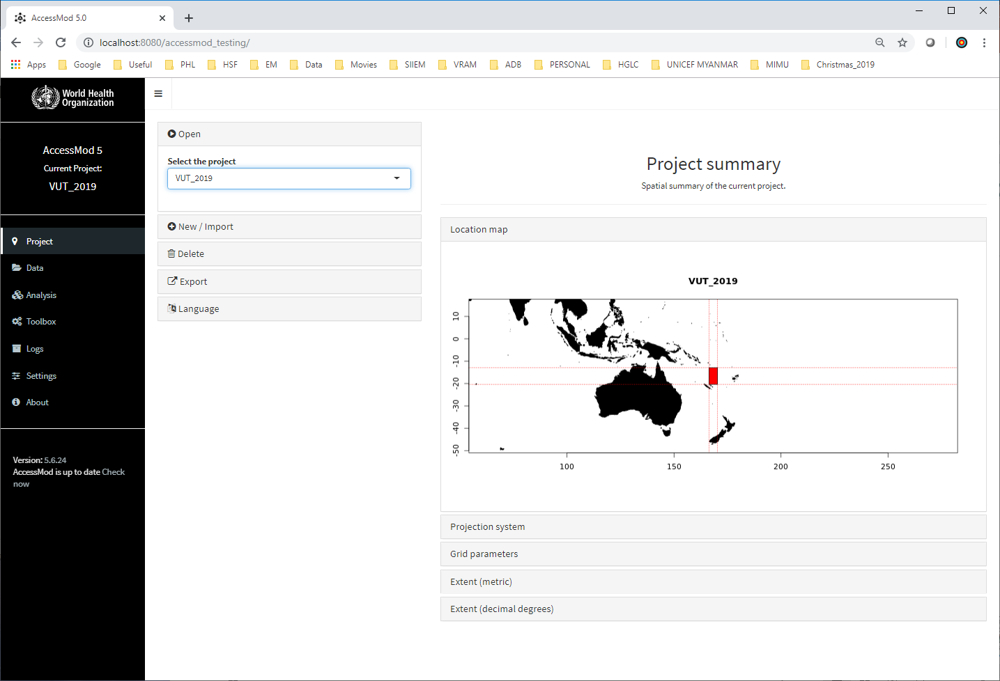 AccessMod 5.0
localhost:8080/accessmod_testing/
Apps Google Useful PHL HSF EM Data Movies SIIEM VRAM ADB PERSONAL HGLC UNICEF MYANMAR MIMU Christmas_2019
World Health
Organization
AccessMod 5
Current Project:
VUT_2019
Project
Data
Analysis
Toolbox
Logs
Settings
About
Version: 5.6.24
AccessMod is up to date Check
now
Open
Select the project
VUT_2019
New / Import
Delete
Export
Language
Project summary
Spatial summary of the current project.
Location map
VUT_2019
10
0
-10
-20
-30
-40
-50
100 150 200 250
Projection system
Grid parameters
Extent (metric)
Extent (decimal degrees)